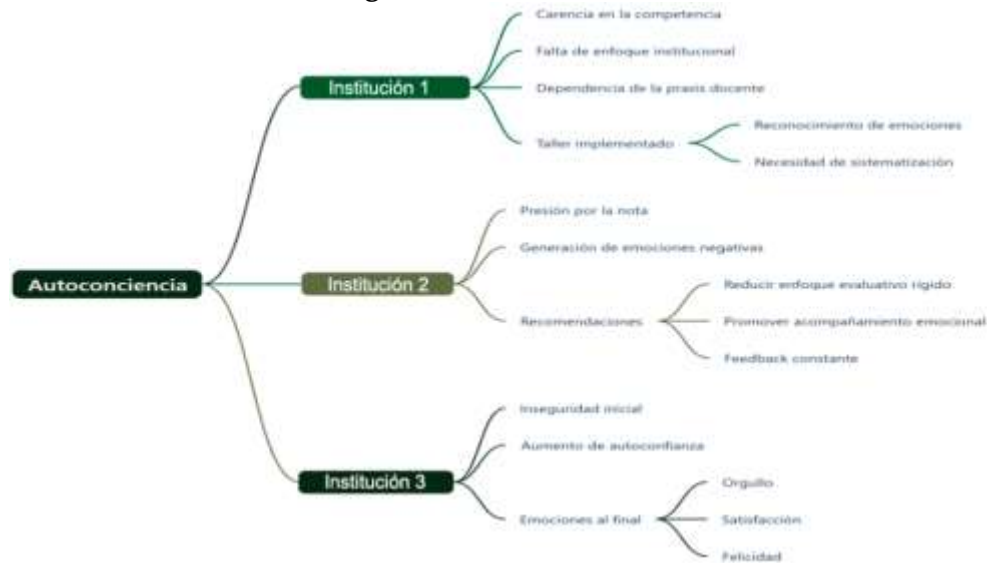 Autoconciencia
Institución 1
Carencia en la competencia
Falta de enfoque institucional
Dependencia de la praxis docente
Taller implementado
Reconocimiento de emociones
Necesidad de sistematización
Institución 2
Presión por la nota
Generación de emociones negativas
Recomendaciones
Reducir enfoque evaluativo rígido
Promover acompañamiento emocional
Feedback constante
Institución 3
Inseguridad inicial
Aumento de autoconfianza
Emociones al final
Orgullo
Satisfacción
Felicidad